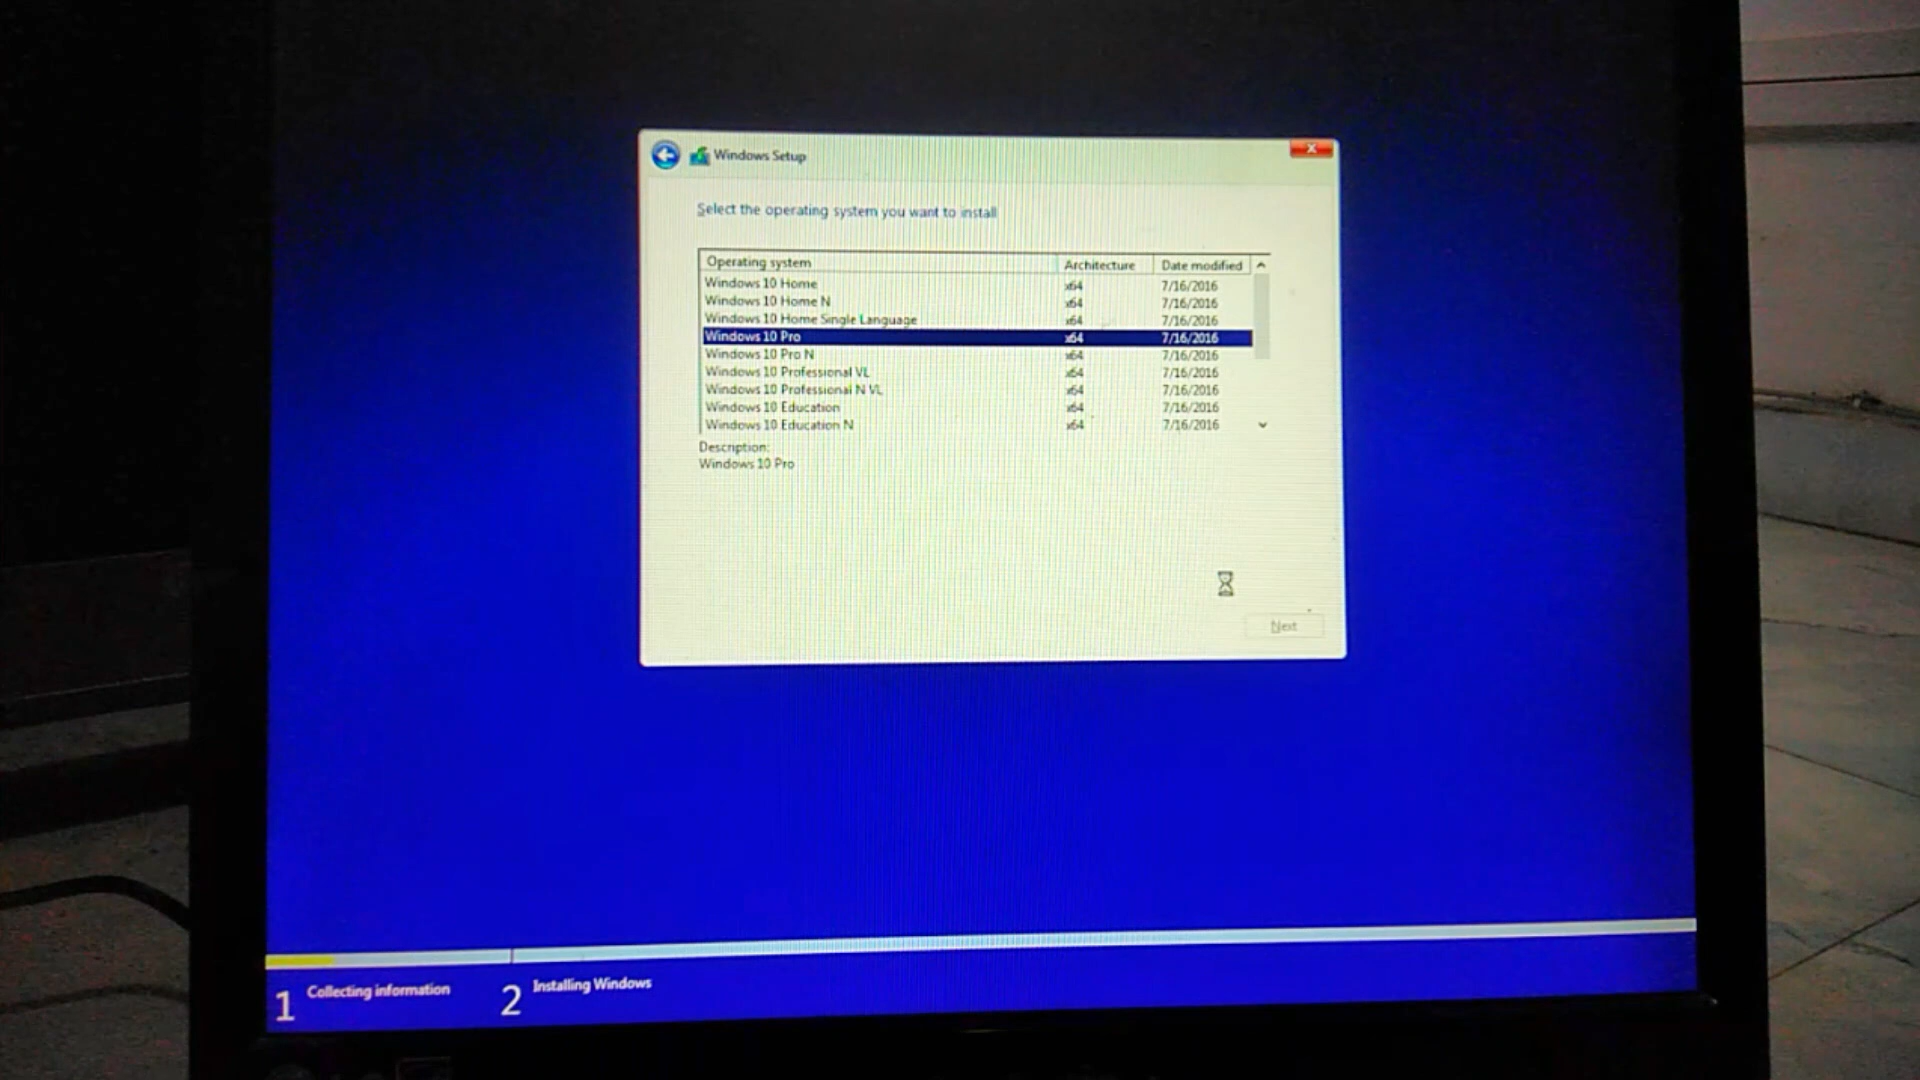 Windows Setup
Select the operating system you want to install
Operating system Architecture Date modified
Windows 10 Home x64 7/16/2016
Windows 10 Home N x64 7/16/2016
Windows 10 Home Single Language x64 7/16/2016
Windows 10 Pro x64 7/16/2016
Windows 10 Pro N x64 7/16/2016
Windows 10 Professional VL x64 7/16/2016
Windows 10 Professional N VL x64 7/16/2016
Windows 10 Education x64 7/16/2016
Windows 10 Education N x64 7/16/2016
Description:
Windows 10 Pro
Next
1 Collecting information 2 Installing Windows